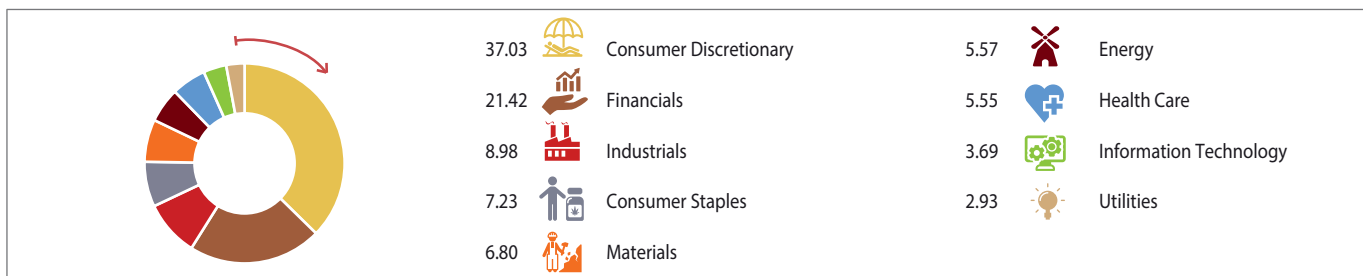 37.03 Consumer Discretionary
21.42 Financials
8.98 Industrials
7.23 Consumer Staples
6.80 Materials
5.57 Energy
5.55 Health Care
3.69 Information Technology
2.93 Utilities